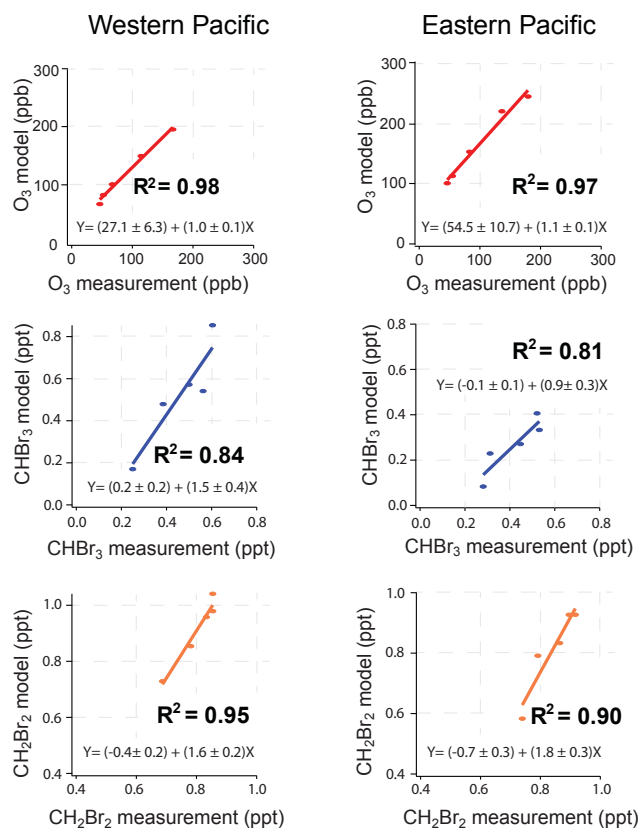 Western Pacific
Eastern Pacific
O₃ model (ppb)
300
200
100
0
R² = 0.98
Y= (27.1 ± 6.3) + (1.0 ± 0.1)X
0 100 200 300
O₃ measurement (ppb)
O₃ model (ppb)
300
200
100
0
R² = 0.97
Y= (54.5 ± 10.7) + (1.1 ± 0.1)X
0 100 200 300
O₃ measurement (ppb)
CHBr₃ model (ppt)
0.8
0.6
0.4
0.2
0.0
R² = 0.84
Y= (0.2 ± 0.2) + (1.5 ± 0.4)X
0.0 0.2 0.4 0.6 0.8
CHBr₃ measurement (ppt)
CHBr₃ model (ppt)
0.8
0.6
0.4
0.2
0.0
R² = 0.81
Y= (-0.1 ± 0.1) + (0.9± 0.3)X
0.0 0.2 0.4 0.6 0.8
CHBr₃ measurement (ppt)
CH₂Br₂ model (ppt)
1.0
0.8
0.6
0.4
R² = 0.95
Y= (−0.4± 0.2) + (1.6 ± 0.2)X
0.4 0.6 0.8 1.0
CH₂Br₂ measurement (ppt)
CH₂Br₂ model (ppt)
1.0
0.8
0.6
0.4
R² = 0.90
Y= (−0.7 ± 0.3) + (1.8 ± 0.3)X
0.4 0.6 0.8 1.0
CH₂Br₂ measurement (ppt)